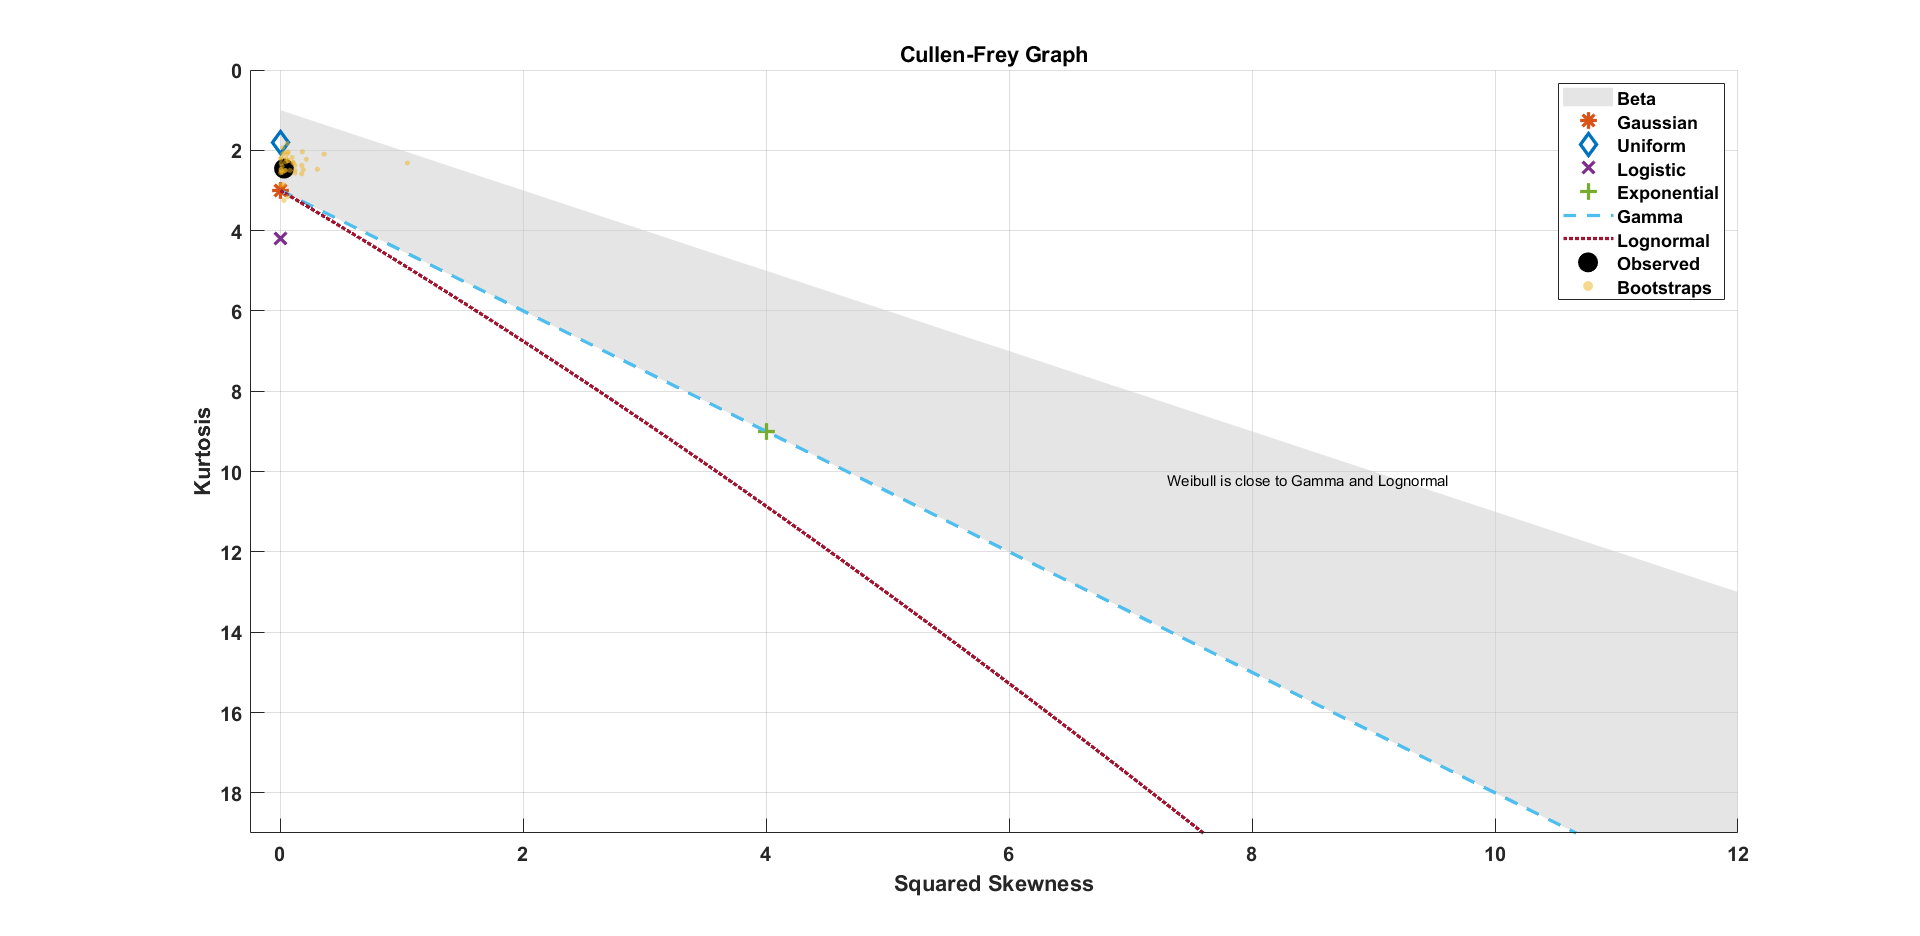 Cullen-Frey Graph
0
2
4
6
8
10
12
14
16
18
Kurtosis
Beta
Gaussian
Uniform
Logistic
Exponential
Gamma
Lognormal
Observed
Bootstraps
Weibull is close to Gamma and Lognormal
0
2
4
6
8
10
12
Squared Skewness